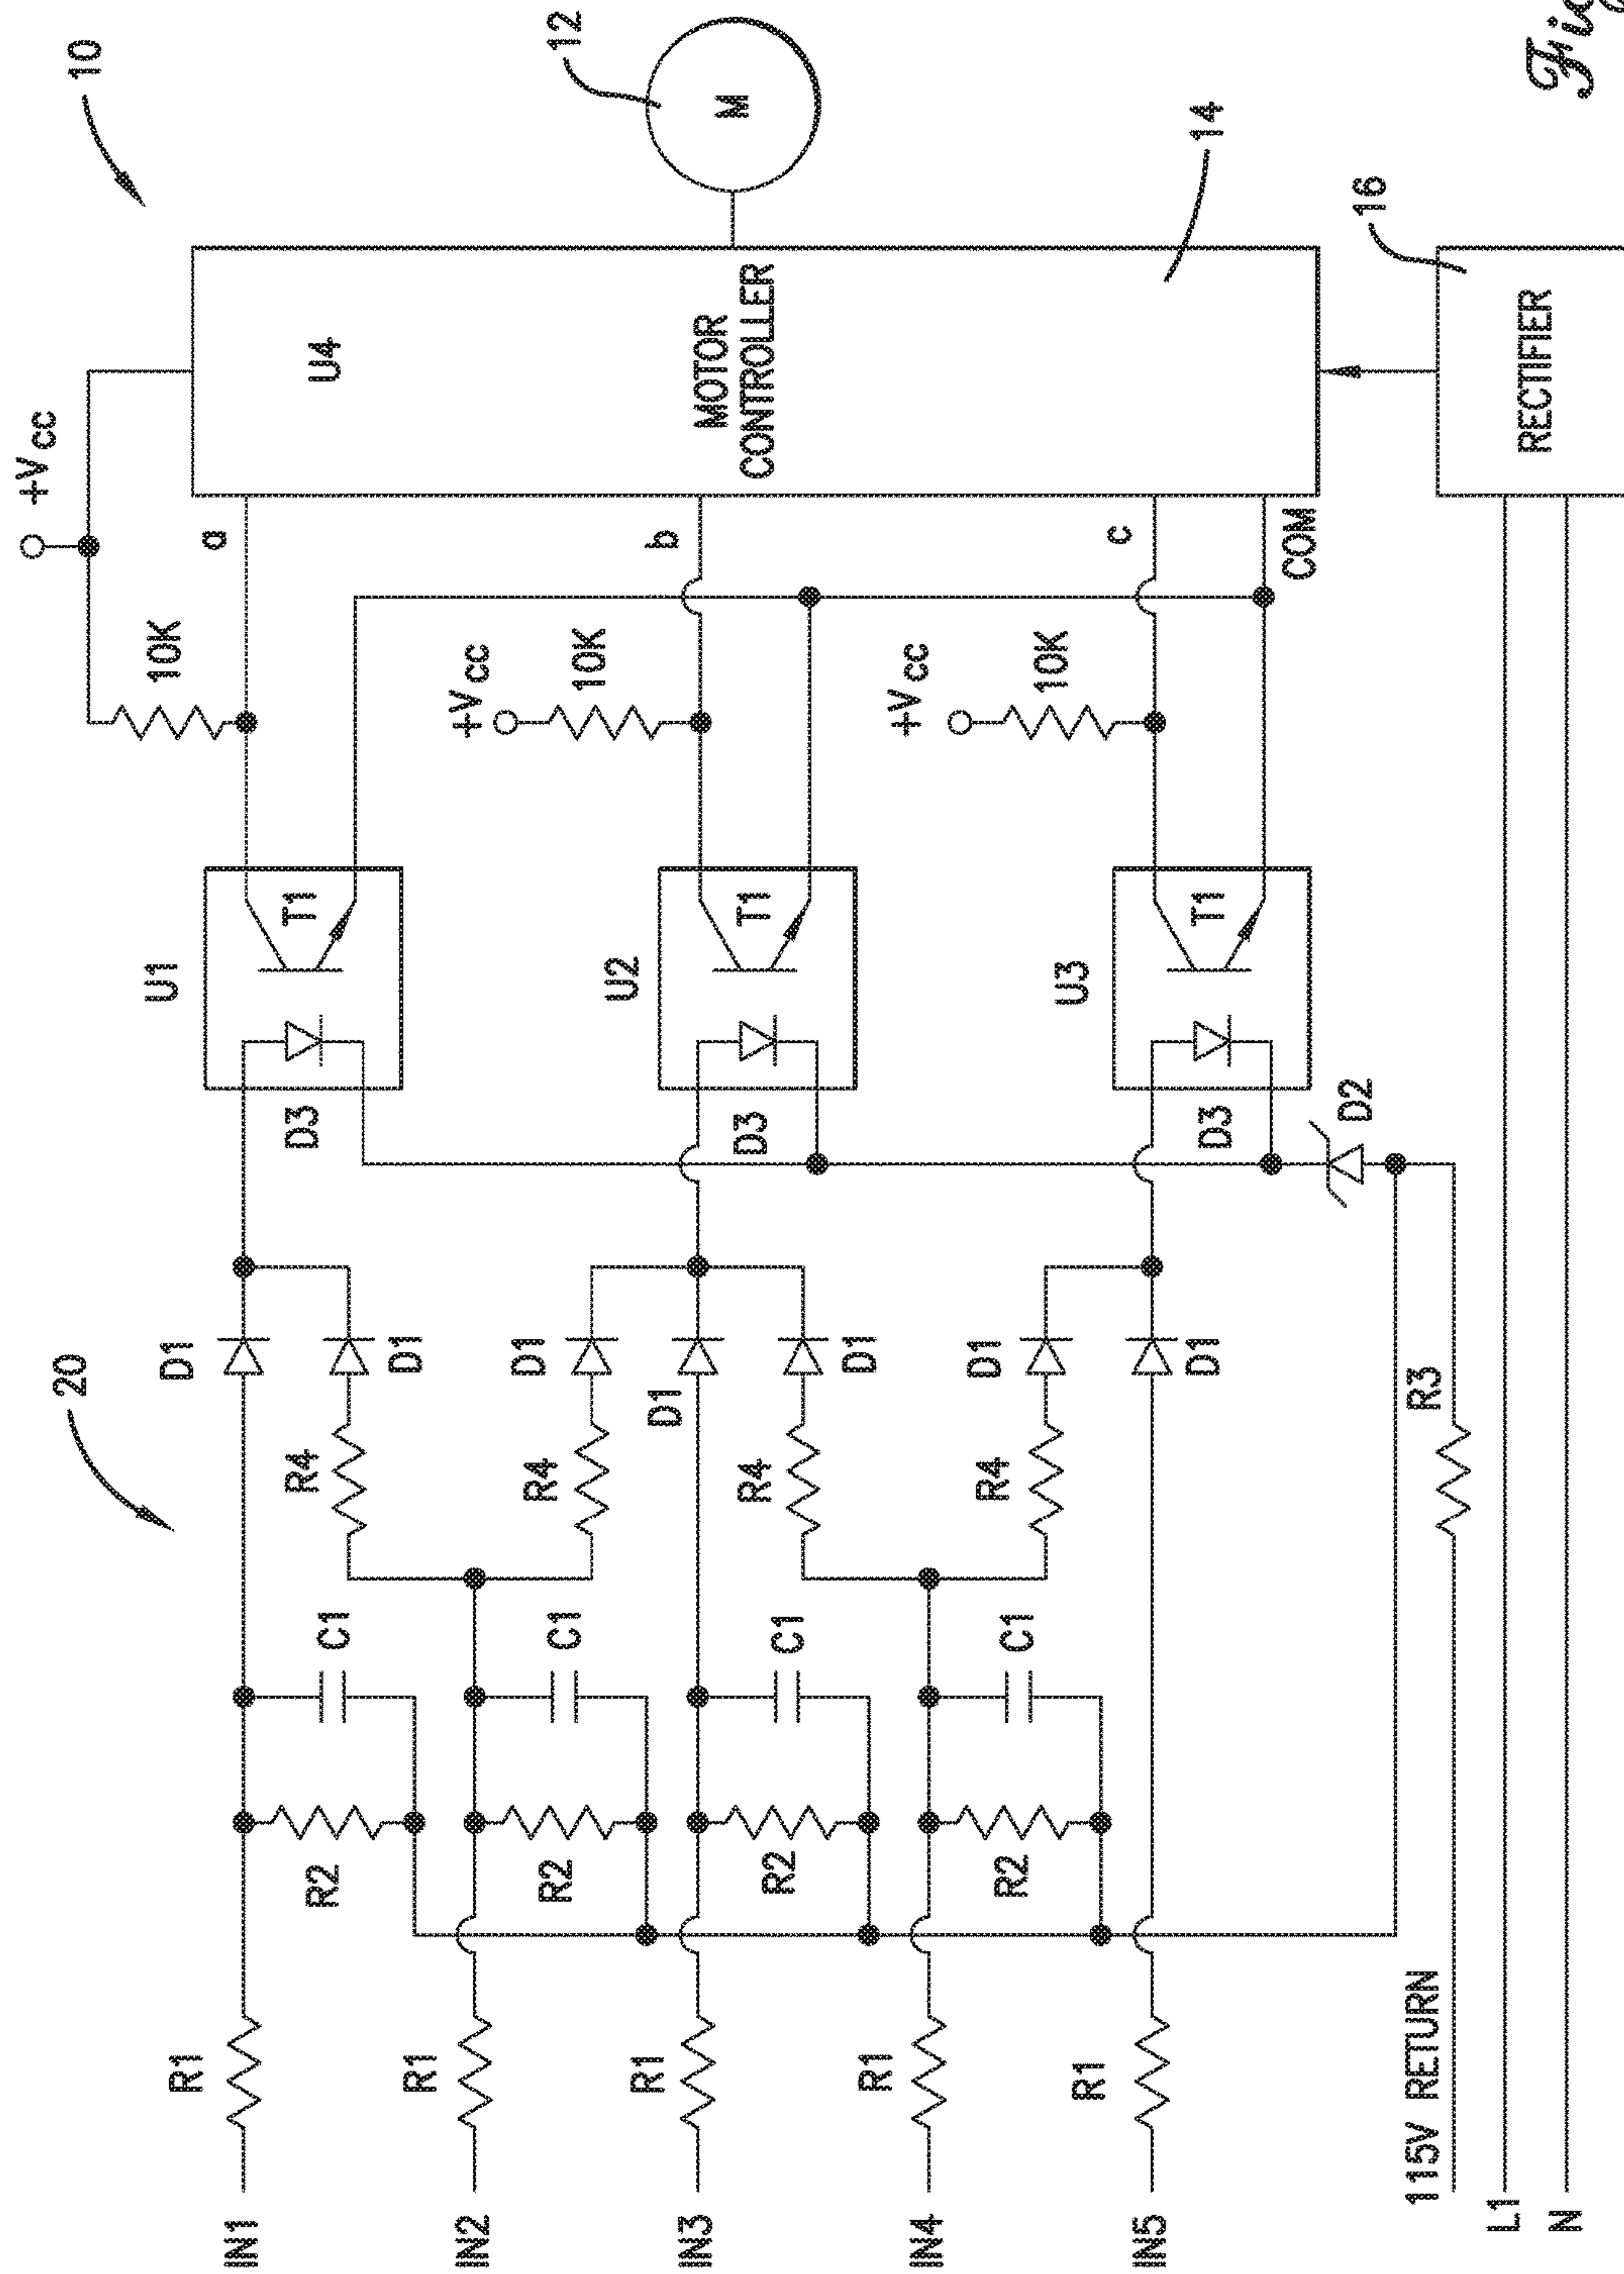 10
12
M
14
16
U4
MOTOR
CONTROLLER
RECTIFIER
+VCC
a
b
c
COM
10K
+VCC
10K
+VCC
10K
U1
T1
D3
U2
T1
D3
U3
T1
D3
D2
20
D1
D1
D1
D1
D1
D1
D1
R4
R4
R4
R4
R3
C1
C1
C1
C1
R2
R2
R2
R2
R1
R1
R1
R1
R1
IN1
IN2
IN3
IN4
IN5
115V RETURN
L1
N